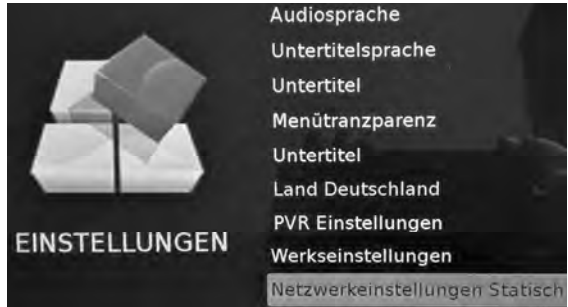 Audiosprache
Untertitelsprache
Untertitel
Menütranzparenz
Untertitel
Land Deutschland
PVR Einstellungen
Werkseinstellungen
Netzwerkeinstellungen Statisch
EINSTELLUNGEN